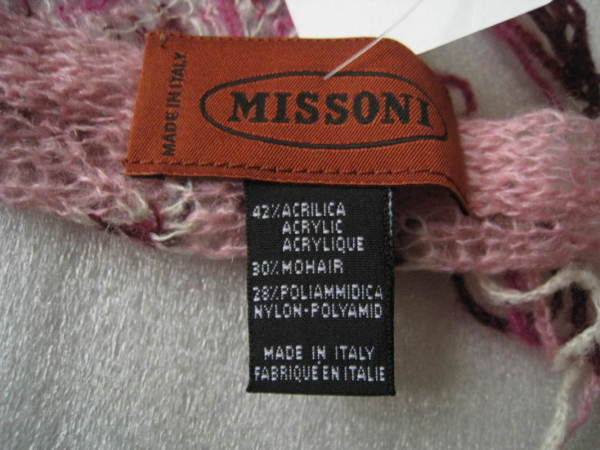 MADE IN ITALY
MISSONI
42%ACRILICA
ACRYLIC
ACRYLIQUE
30%MOHAIR
28%POLIAMMIDICA
NYLON-POLYAMID
MADE IN ITALY
FABRIQUÉ EN ITALIE